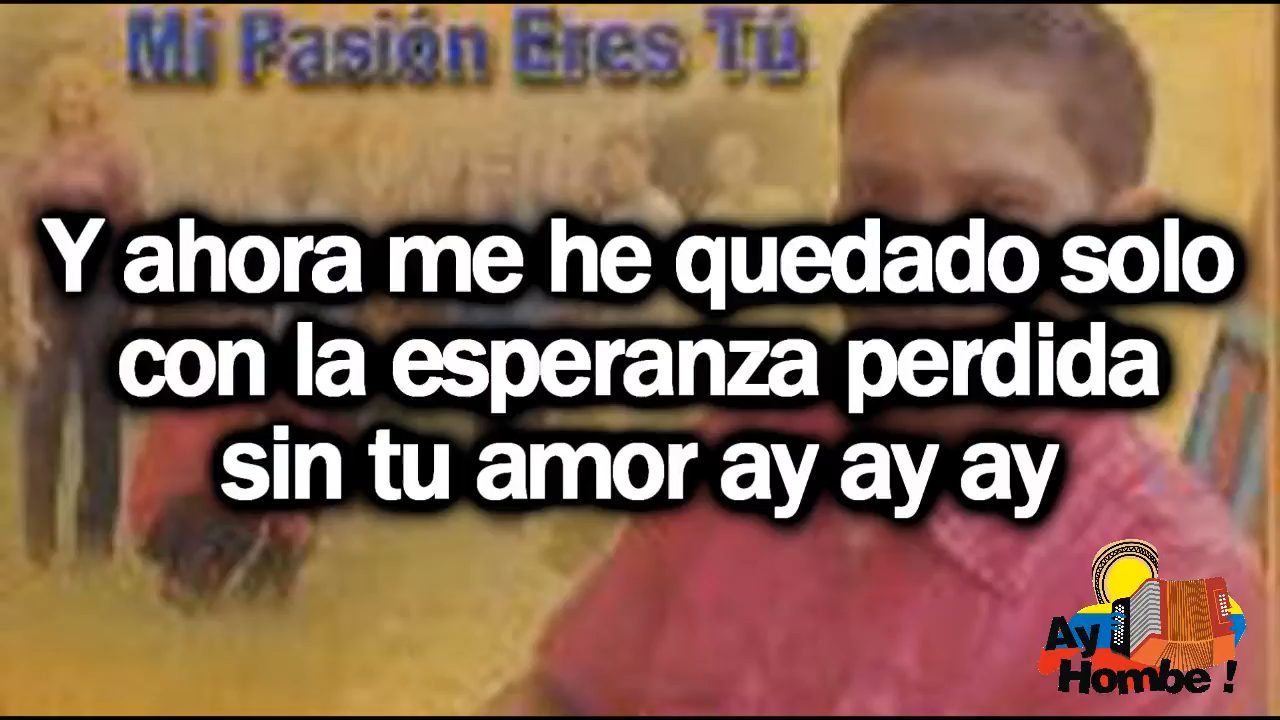 Mi Pasión Eres Tú
Y ahora me he quedado solo
con la esperanza perdida
sin tu amor ay ay ay
Ay
Hombe !